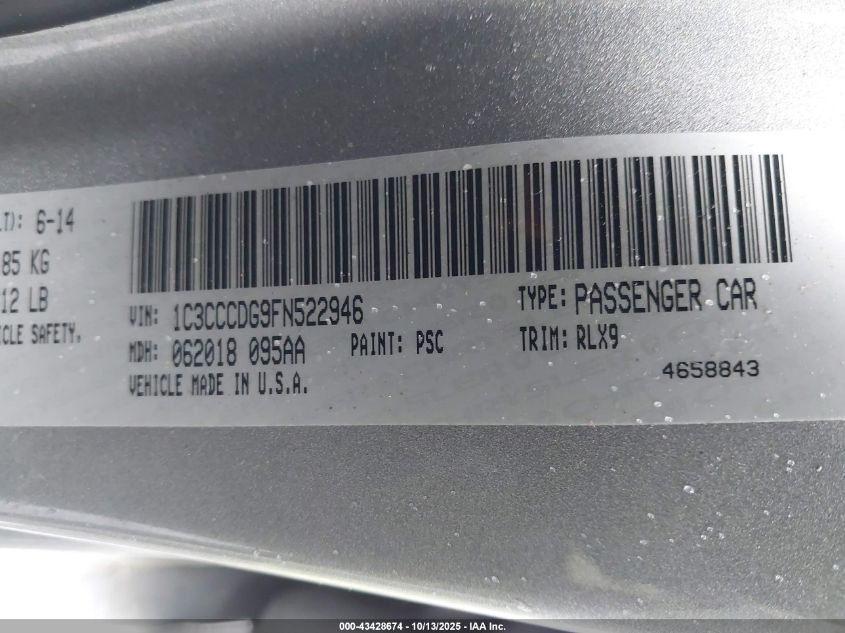 LT): 6-14
85 KG
12 LB
ICLE SAFETY,
VIN: 1C3CCCDG9FN522946
TYPE: PASSENGER CAR
MDH: 062018 095AA
PAINT: PSC
TRIM: RLX9
VEHICLE MADE IN U.S.A.
4658843
000-43428674 - 10/13/2025 - IAA Inc.